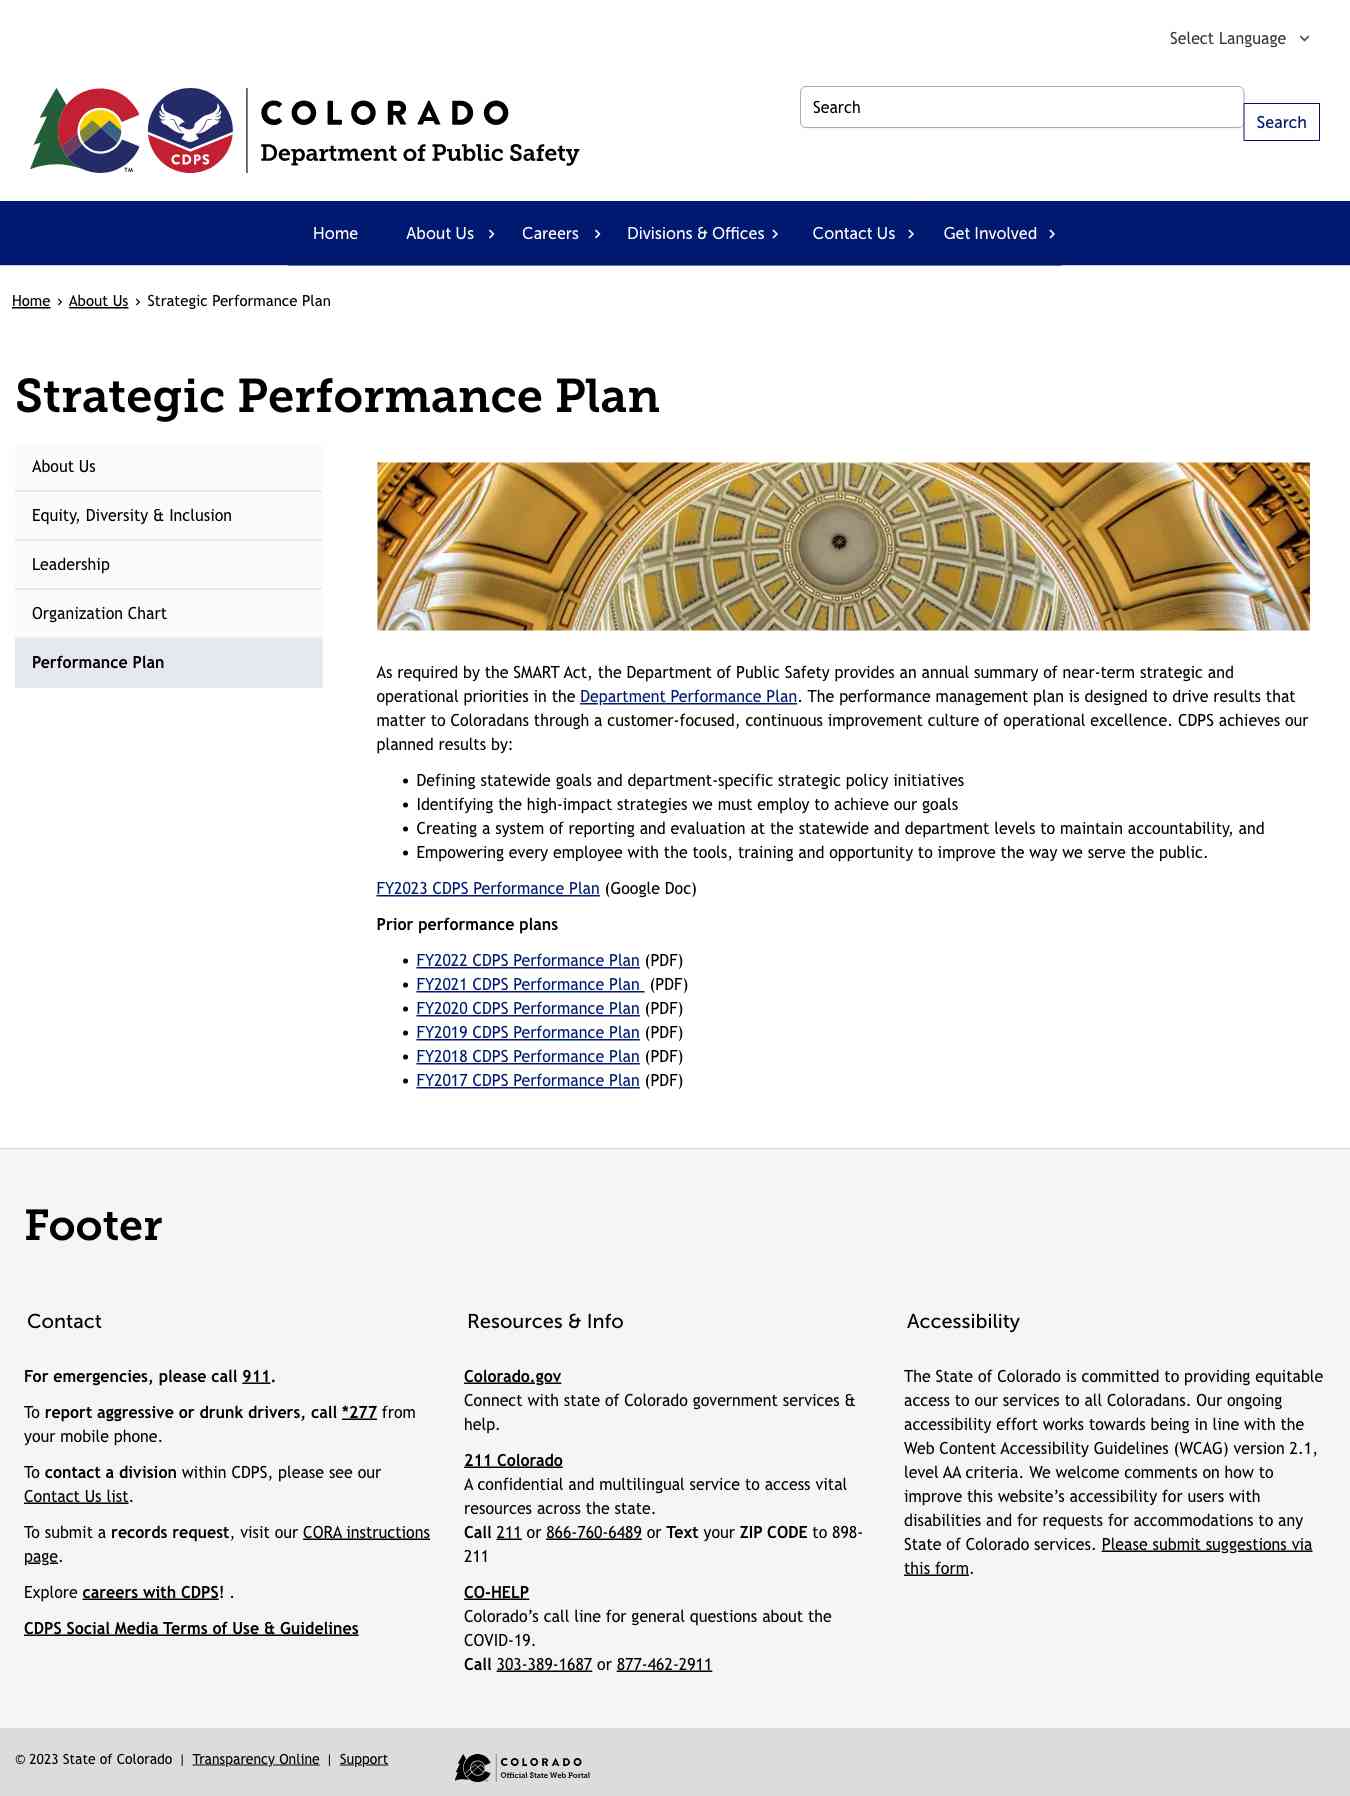 Select Language
COLORADO
Department of Public Safety
CDPS
TM
Search
Search
Home About Us Careers Divisions & Offices Contact Us Get Involved
Home › About Us › Strategic Performance Plan
Strategic Performance Plan
About Us
Equity, Diversity & Inclusion
Leadership
Organization Chart
Performance Plan
As required by the SMART Act, the Department of Public Safety provides an annual summary of near-term strategic and
operational priorities in the Department Performance Plan. The performance management plan is designed to drive results that
matter to Coloradans through a customer-focused, continuous improvement culture of operational excellence. CDPS achieves our
planned results by:
• Defining statewide goals and department-specific strategic policy initiatives
• Identifying the high-impact strategies we must employ to achieve our goals
• Creating a system of reporting and evaluation at the statewide and department levels to maintain accountability, and
• Empowering every employee with the tools, training and opportunity to improve the way we serve the public.
FY2023 CDPS Performance Plan (Google Doc)
Prior performance plans
• FY2022 CDPS Performance Plan (PDF)
• FY2021 CDPS Performance Plan (PDF)
• FY2020 CDPS Performance Plan (PDF)
• FY2019 CDPS Performance Plan (PDF)
• FY2018 CDPS Performance Plan (PDF)
• FY2017 CDPS Performance Plan (PDF)
Footer
Contact
For emergencies, please call 911.
To report aggressive or drunk drivers, call *277 from
your mobile phone.
To contact a division within CDPS, please see our
Contact Us list.
To submit a records request, visit our CORA instructions
page.
Explore careers with CDPS! .
CDPS Social Media Terms of Use & Guidelines
Resources & Info
Colorado.gov
Connect with state of Colorado government services &
help.
211 Colorado
A confidential and multilingual service to access vital
resources across the state.
Call 211 or 866-760-6489 or Text your ZIP CODE to 898-
211
CO-HELP
Colorado’s call line for general questions about the
COVID-19.
Call 303-389-1687 or 877-462-2911
Accessibility
The State of Colorado is committed to providing equitable
access to our services to all Coloradans. Our ongoing
accessibility effort works towards being in line with the
Web Content Accessibility Guidelines (WCAG) version 2.1,
level AA criteria. We welcome comments on how to
improve this website’s accessibility for users with
disabilities and for requests for accommodations to any
State of Colorado services. Please submit suggestions via
this form.
© 2023 State of Colorado | Transparency Online | Support
COLORADO
Official State Web Portal